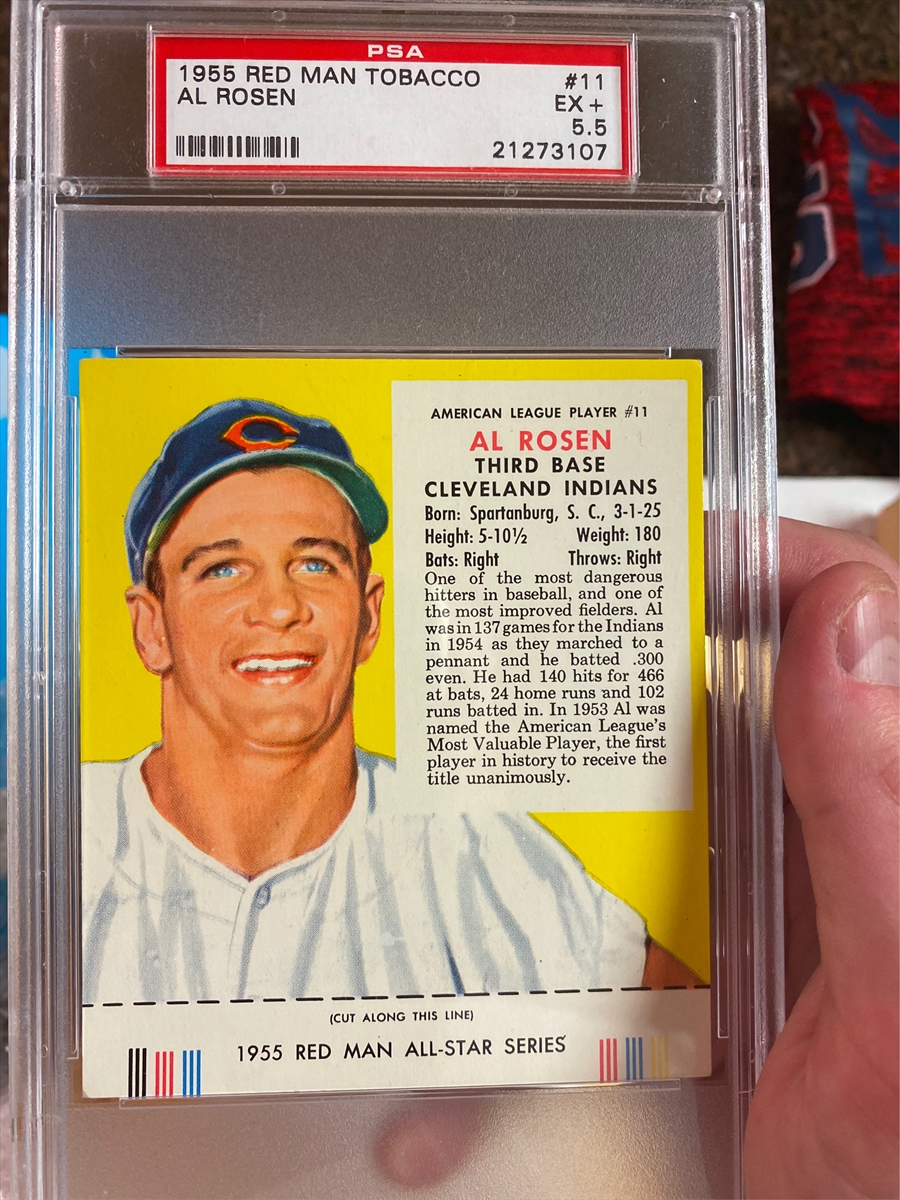 PSA
1955 RED MAN TOBACCO #11
AL ROSEN EX +
5.5
21273107
C
AMERICAN LEAGUE PLAYER #11
AL ROSEN
THIRD BASE
CLEVELAND INDIANS
Born: Spartanburg, S. C., 3-1-25
Height: 5-10½ Weight: 180
Bats: Right Throws: Right
One of the most dangerous
hitters in baseball, and one of
the most improved fielders. Al
was in 137 games for the Indians
in 1954 as they marched to a
pennant and he batted .300
even. He had 140 hits for 466
at bats, 24 home runs and 102
runs batted in. In 1953 Al was
named the American League's
Most Valuable Player, the first
player in history to receive the
title unanimously.
(CUT ALONG THIS LINE)
1955 RED MAN ALL-STAR SERIES